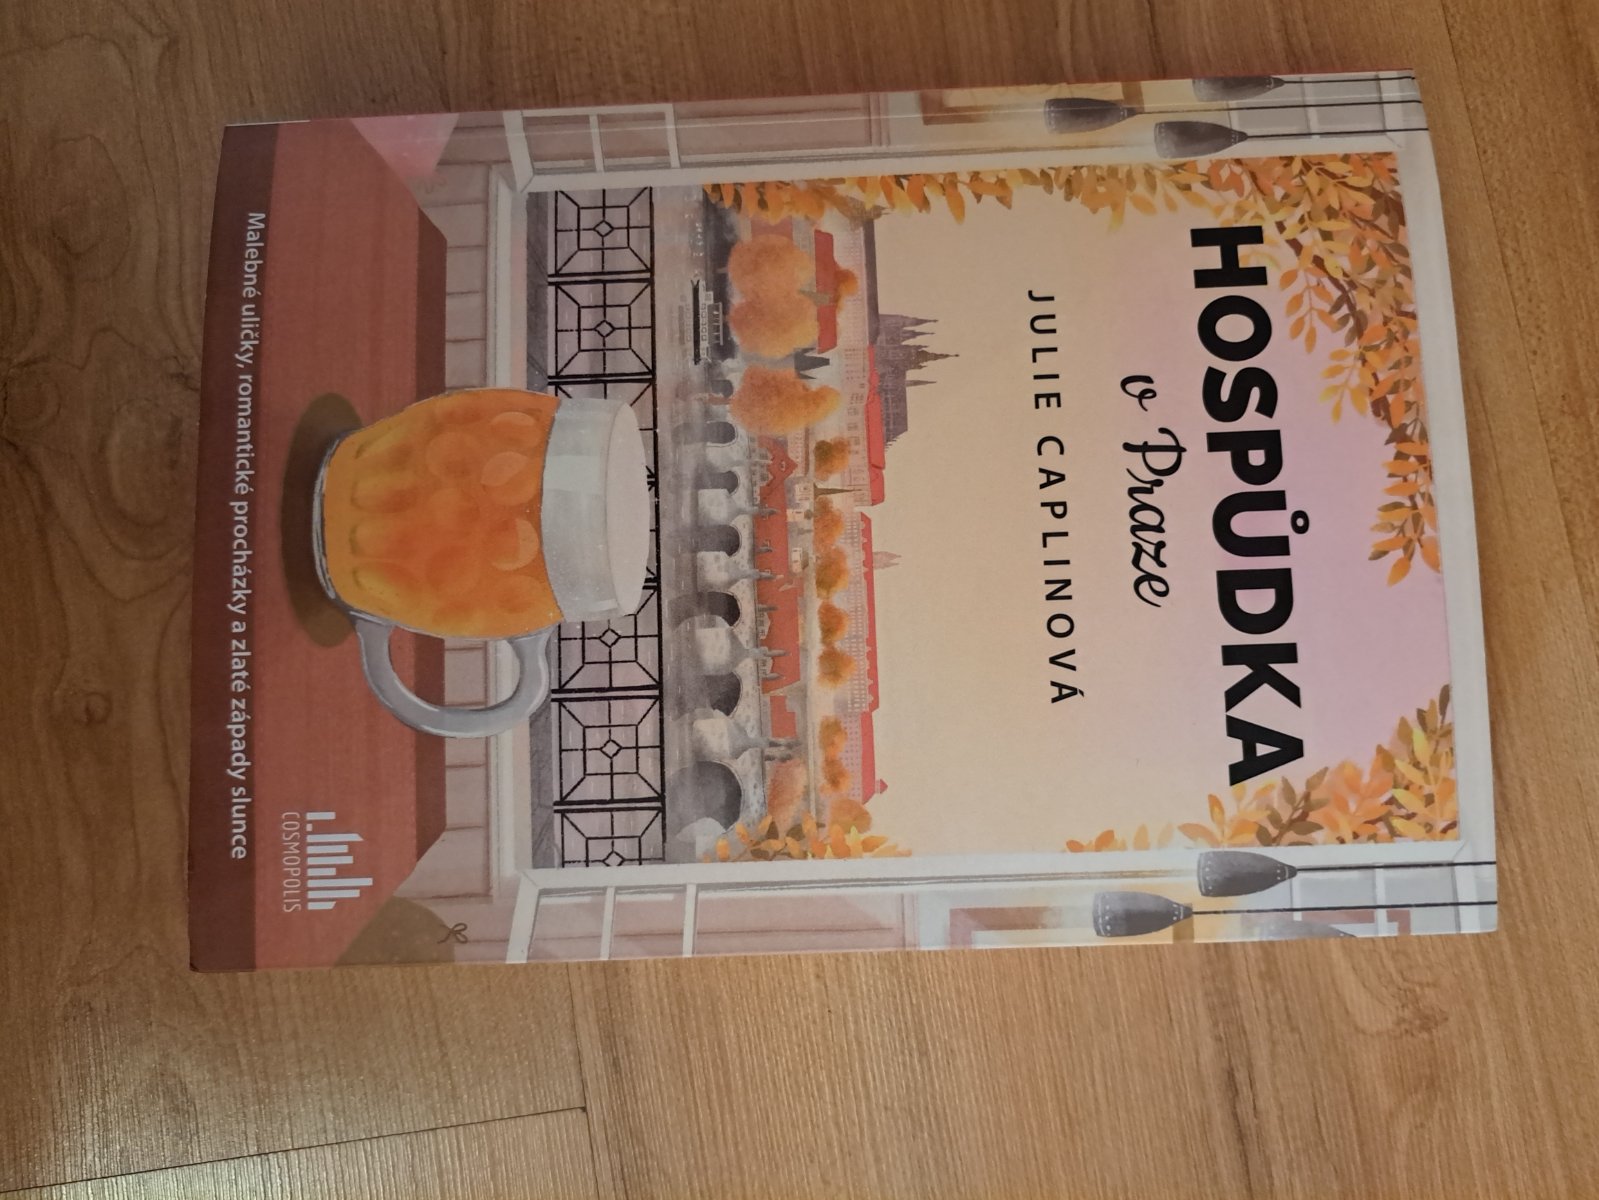 HOSPŮDKA
v Praze
JULIE CAPLINOVÁ
COSMOPOLIS
Malebné uličky, romantické procházky a zlaté západy slunce